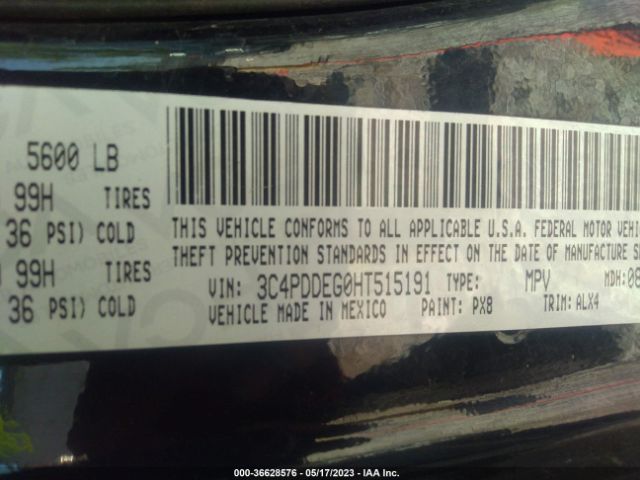 5600 LB
99H TIRES
36 PSI) COLD
99H TIRES
36 PSI) COLD
THIS VEHICLE CONFORMS TO ALL APPLICABLE U.S.A. FEDERAL MOTOR
THEFT PREVENTION STANDARDS IN EFFECT ON THE DATE OF MANUFACTURE
VIN: 3C4PDDEG0HT515191 TYPE: MPV MDH:08
VEHICLE MADE IN MEXICO PAINT: PX8 TRIM: ALX4
000-36628576 - 05/17/2023 - IAA Inc.